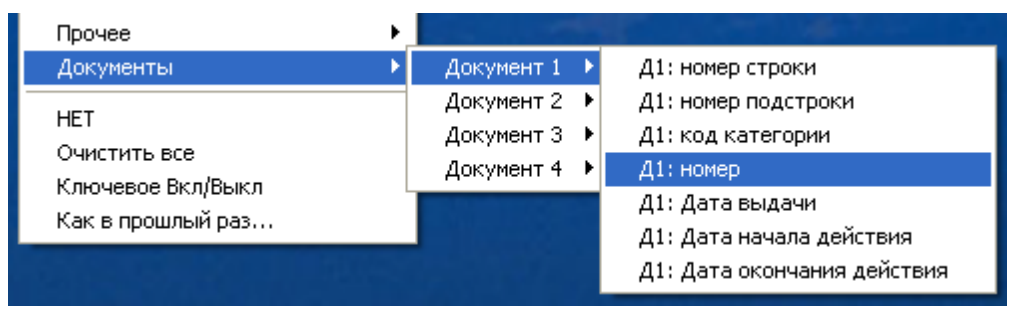 Прочее
Документы
НЕТ
Очистить все
Ключевое Вкл/Выкл
Как в прошлый раз...
Документ 1
Документ 2
Документ 3
Документ 4
Д1: номер строки
Д1: номер подстроки
Д1: код категории
Д1: номер
Д1: Дата выдачи
Д1: Дата начала действия
Д1: Дата окончания действия